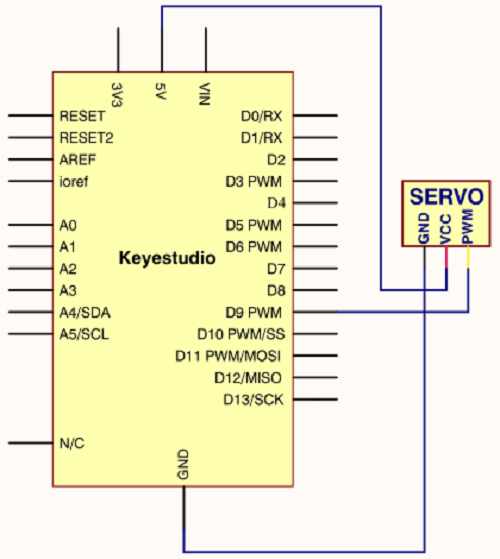 3V3
5V
VIN
RESET
RESET2
AREF
ioref
A0
A1
A2
A3
A4/SDA
A5/SCL
N/C
Keyestudio
D0/RX
D1/RX
D2
D3 PWM
D4
D5 PWM
D6 PWM
D7
D8
D9 PWM
D10 PWM/SS
D11 PWM/MOSI
D12/MISO
D13/SCK
GND
SERVO
GND
VCC
PWM